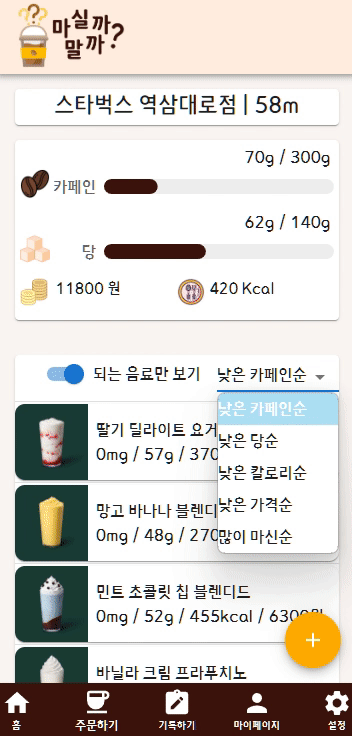 마실까
말까?
스타벅스 역삼대로점 | 58m
70g / 300g
카페인
62g / 140g
당
11800 원
420 Kcal
되는 음료만 보기
낮은 카페인순
낮은 카페인순
낮은 당순
낮은 칼로리순
낮은 가격순
많이 마신순
딸기 딜라이트 요거
0mg / 57g / 370
망고 바나나 블렌디
0mg / 48g / 270
민트 초콜릿 칩 블렌디드
0mg / 52g / 455kcal / 6300원
바닐라 크림 프라푸치노
홈
주문하기
기록하기
마이페이지
설정